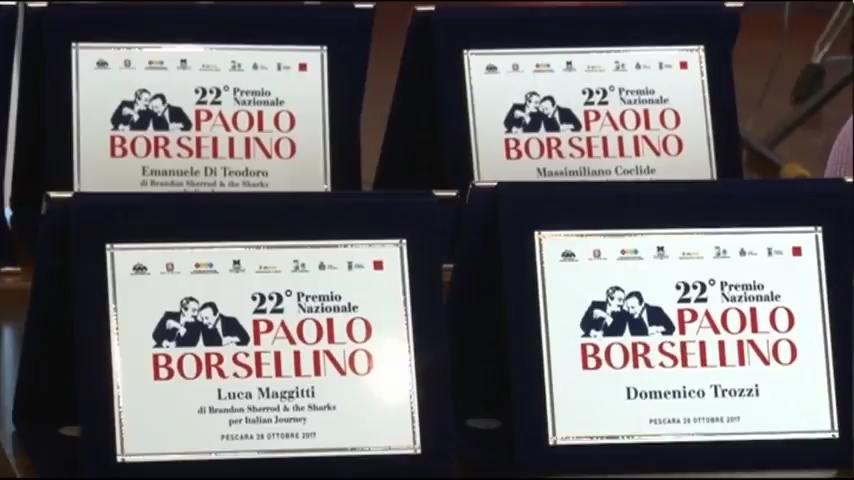 22° Premio
Nazionale
PAOLO
BORSELLINO
Emanuele Di Teodoro
di Brandon Sherrod & the Sharks
22° Premio
Nazionale
PAOLO
BORSELLINO
Massimiliano Coclide
22° Premio
Nazionale
PAOLO
BORSELLINO
Luca Maggitti
di Brandon Sherrod & the Sharks
per Italian Journey
PESCARA 28 OTTOBRE 2017
22° Premio
Nazionale
PAOLO
BORSELLINO
Domenico Trozzi
PESCARA 28 OTTOBRE 2017